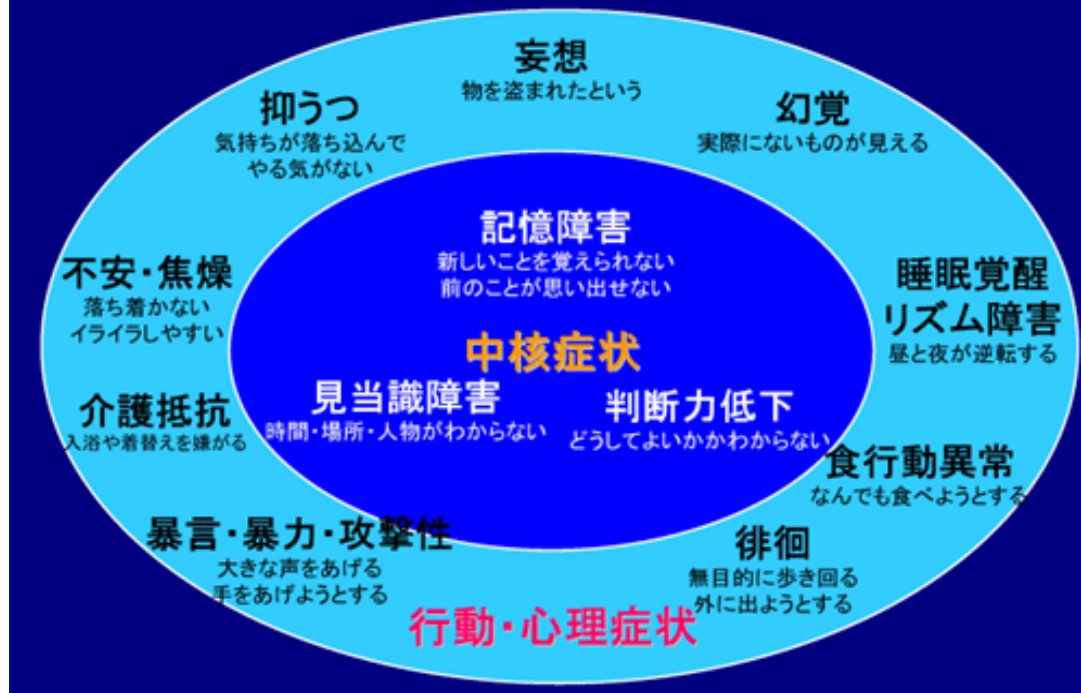 妄想
物を盗まれたという
抑うつ
気持ちが落ち込んで
やる気がない
幻覚
実際にないものが見える
記憶障害
新しいことを覚えられない
前のことが思い出せない
不安・焦燥
落ち着かない
イライラしやすい
睡眠覚醒
リズム障害
昼と夜が逆転する
中核症状
見当識障害
時間・場所・人物がわからない
判断力低下
どうしてよいかかわからない
介護抵抗
入浴や着替えを嫌がる
食行動異常
なんでも食べようとする
暴言・暴力・攻撃性
大きな声をあげる
手をあげようとする
徘徊
無目的に歩き回る
外に出ようとする
行動・心理症状